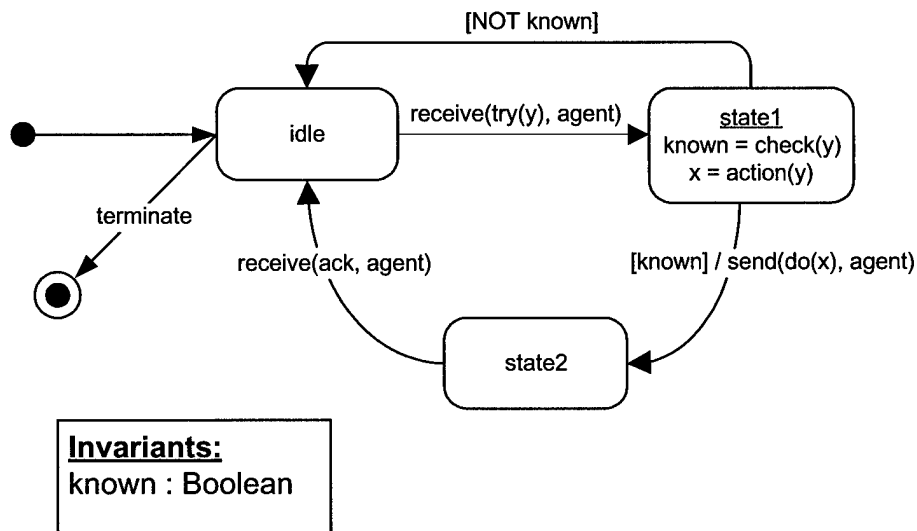 [NOT known]
idle
receive(try(y), agent)
state1
known = check(y)
x = action(y)
terminate
receive(ack, agent)
[known] / send(do(x), agent)
state2
Invariants:
known : Boolean